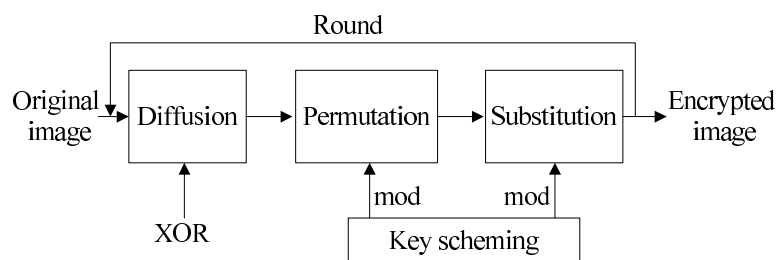 Round
Original
image
Diffusion
Permutation
Substitution
Encrypted
image
mod
mod
XOR
Key scheming